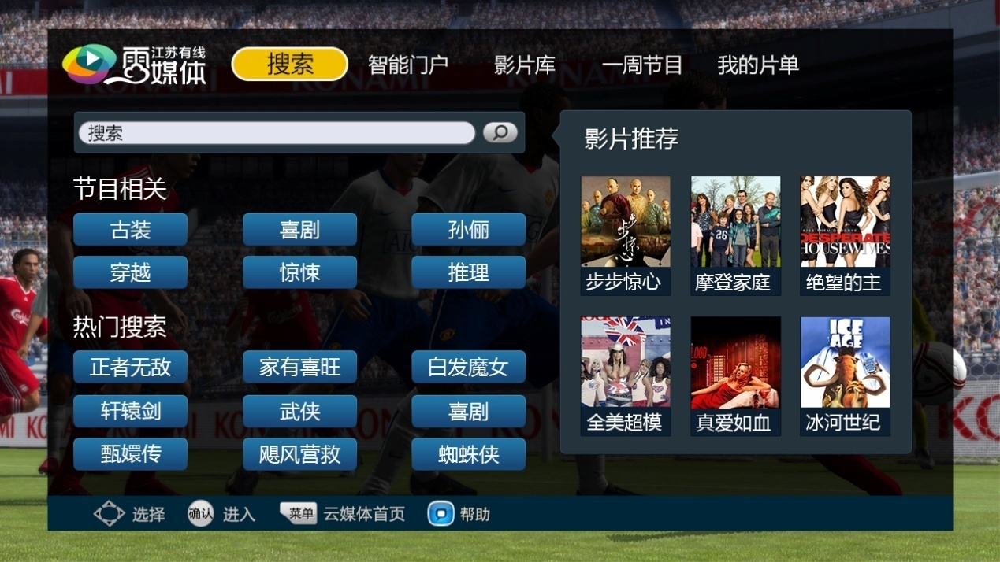 江苏有线
云媒体
搜索
智能门户
影片库
一周节目
我的片单
搜索
影片推荐
节目相关
古装
喜剧
孙俪
穿越
惊悚
推理
步步惊心
步步惊心
26
摩登家庭
DESPERATE
HOUSEWIVES
绝望的主
热门搜索
正者无敌
家有喜旺
白发魔女
轩辕剑
武侠
喜剧
甄嬛传
飓风营救
蜘蛛侠
全美超模
BLOOD
真爱如血
ICE
AGE
冰河世纪
KONAMI
KONAMI
选择
确认
进入
菜单
云媒体首页
帮助